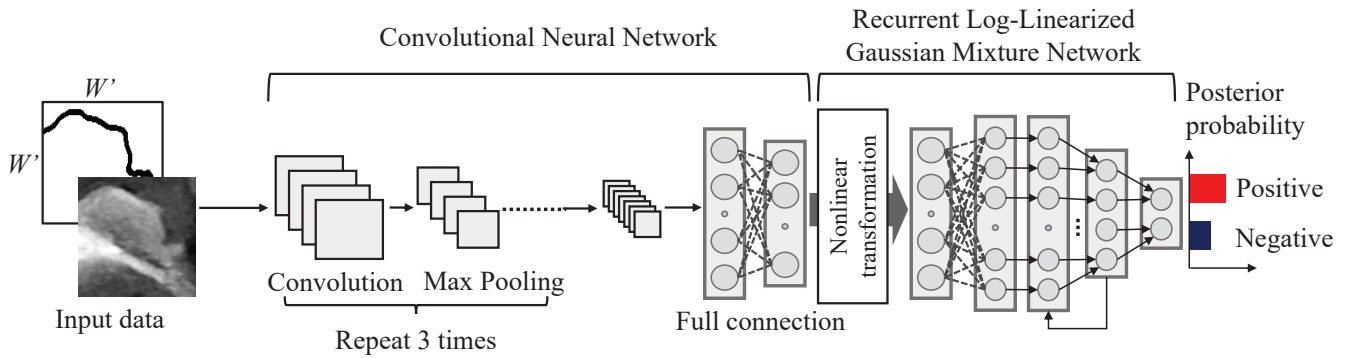 Convolutional Neural Network
Recurrent Log-Linearized
Gaussian Mixture Network
W'
W'
Input data
Convolution
Max Pooling
Repeat 3 times
Full connection
Nonlinear
transformation
Posterior
probability
Positive
Negative